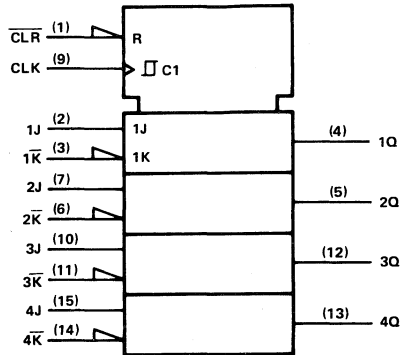 C̅L̅R̅ (1) R
CLK (9) C1
1J (2) 1J
(4) 1Q
1K̅ (3) 1K
2J (7)
(5) 2Q
2K̅ (6)
3J (10)
(12) 3Q
3K̅ (11)
4J (15)
(13) 4Q
4K̅ (14)